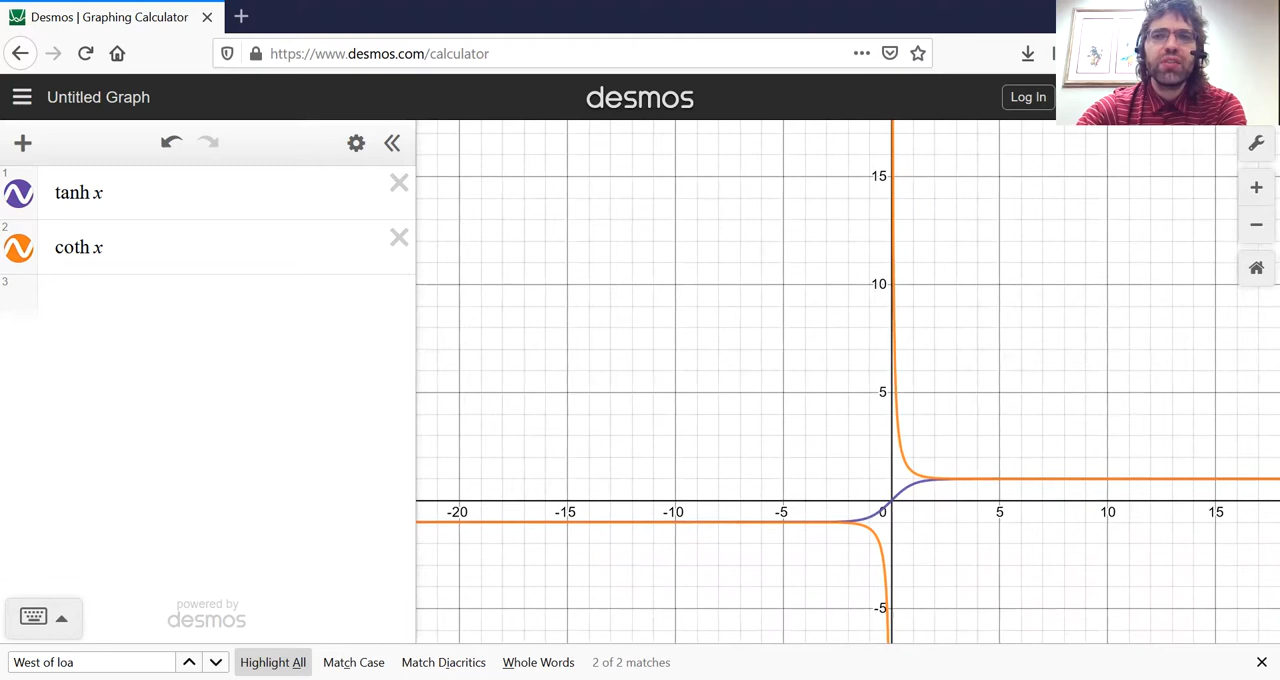 Desmos | Graphing Calculator
https://www.desmos.com/calculator
Untitled Graph
desmos
Log In
1
tanh x
2
coth x
3
15
10
5
-20
-15
-10
-5
0
5
10
15
-5
powered by
desmos
West of loa
Highlight All
Match Case
Match Diacritics
Whole Words
2 of 2 matches